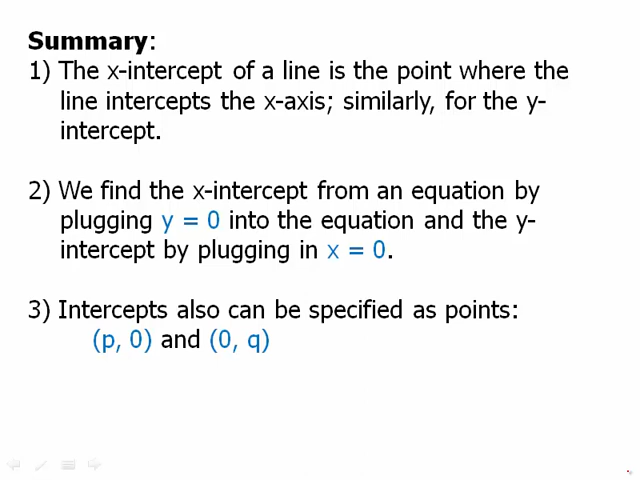 Summary:
1) The x-intercept of a line is the point where the
line intercepts the x-axis; similarly, for the y-
intercept.
2) We find the x-intercept from an equation by
plugging y = 0 into the equation and the y-
intercept by plugging in x = 0.
3) Intercepts also can be specified as points:
(p, 0) and (0, q)